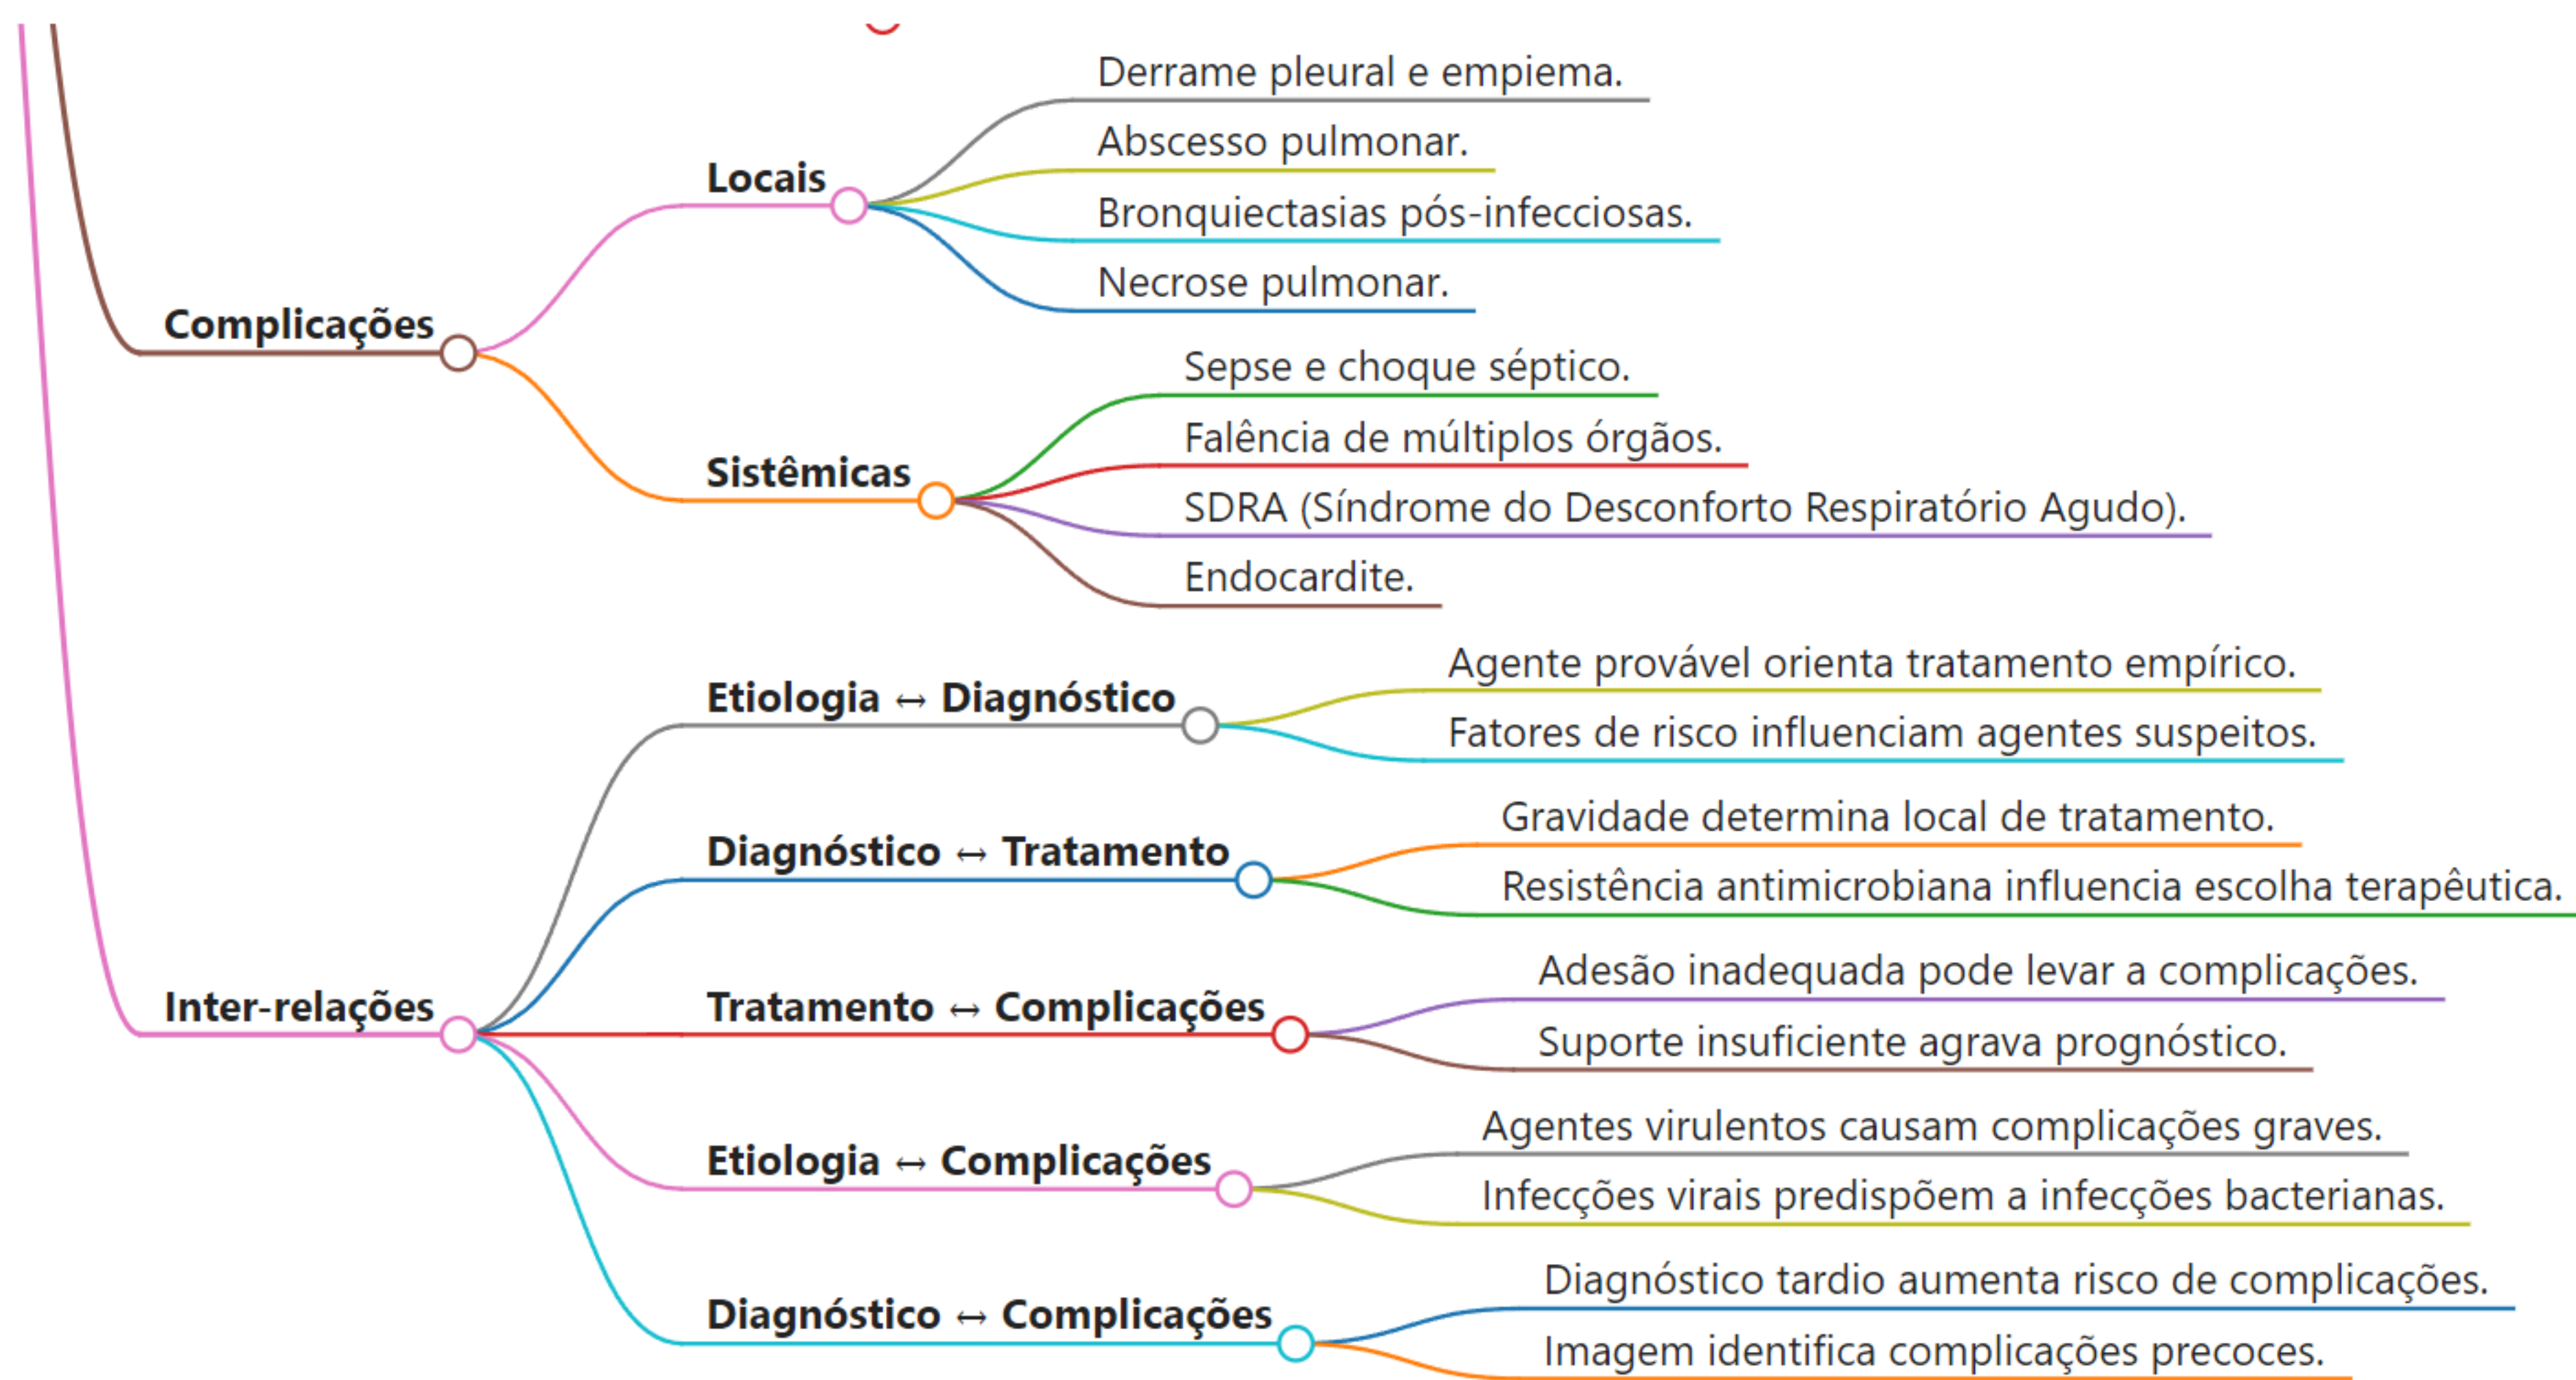 Complicações
Locais
Derrame pleural e empiema.
Abscesso pulmonar.
Bronquiectasias pós-infecciosas.
Necrose pulmonar.
Sistêmicas
Sepse e choque séptico.
Falência de múltiplos órgãos.
SDRA (Síndrome do Desconforto Respiratório Agudo).
Endocardite.
Inter-relações
Etiologia ↔ Diagnóstico
Agente provável orienta tratamento empírico.
Fatores de risco influenciam agentes suspeitos.
Diagnóstico ↔ Tratamento
Gravidade determina local de tratamento.
Resistência antimicrobiana influencia escolha terapêutica.
Tratamento ↔ Complicações
Adesão inadequada pode levar a complicações.
Suporte insuficiente agrava prognóstico.
Etiologia ↔ Complicações
Agentes virulentos causam complicações graves.
Infecções virais predispõem a infecções bacterianas.
Diagnóstico ↔ Complicações
Diagnóstico tardio aumenta risco de complicações.
Imagem identifica complicações precoces.